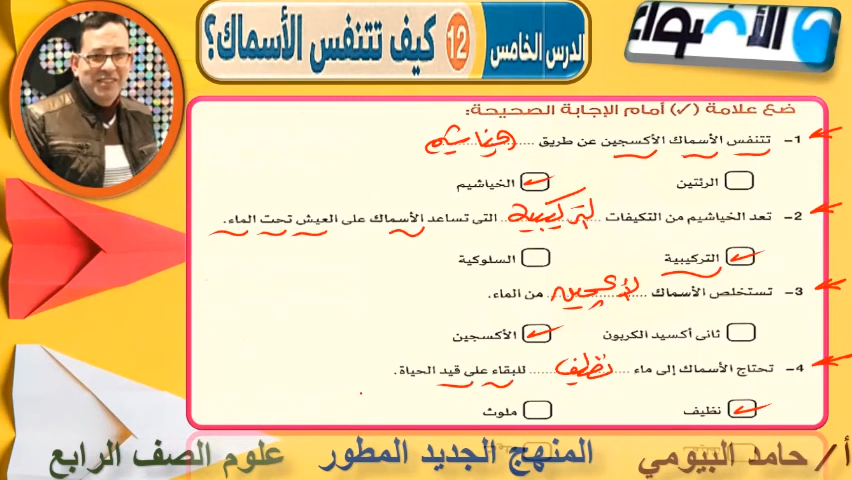 الأضواء
الدرس الخامس 12 كيف تتنفس الأسماك؟
ضع علامة (✓) أمام الإجابة الصحيحة:
1- تتنفس الأسماك الأكسجين عن طريق .......... خياشيم
الرئتين الخياشيم ✓
2- تعد الخياشيم من التكيفات .......... التركيبية التى تساعد الأسماك على العيش تحت الماء.
التركيبية ✓ السلوكية
3- تستخلص الأسماك .......... الأكسجين من الماء.
ثانى أكسيد الكربون الأكسجين ✓
4- تحتاج الأسماك إلى ماء .......... نظيف للبقاء على قيد الحياة.
نظيف ✓ ملوث
أ/ حامد البيومي المنهج الجديد المطور علوم الصف الرابع